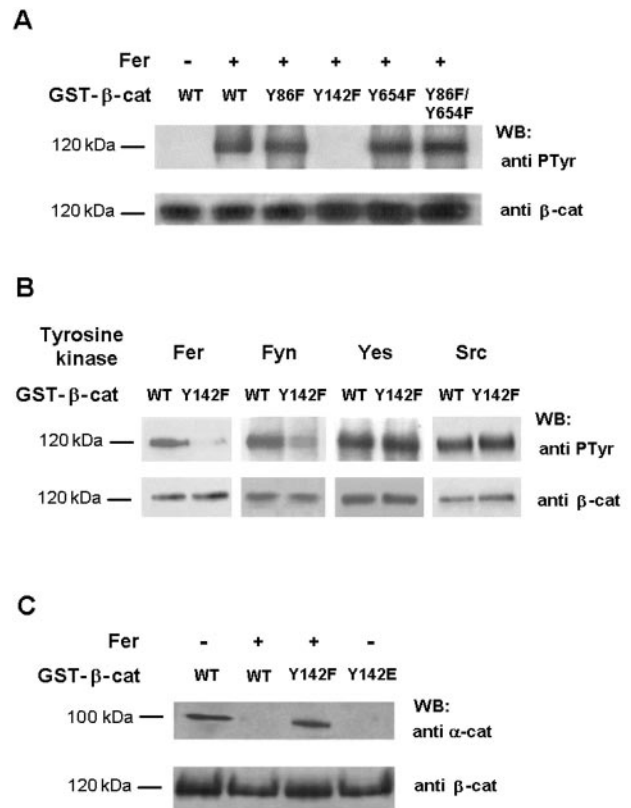 A
Fer - + + + + +
GST-β-cat WT WT Y86F Y142F Y654F Y86F/
Y654F
WB:
120 kDa anti PTyr
120 kDa anti β-cat
B
Tyrosine
kinase Fer Fyn Yes Src
GST-β-cat WT Y142F WT Y142F WT Y142F WT Y142F
WB:
120 kDa anti PTyr
120 kDa anti β-cat
C
Fer - + + -
GST-β-cat WT WT Y142F Y142E
WB:
100 kDa anti α-cat
120 kDa anti β-cat